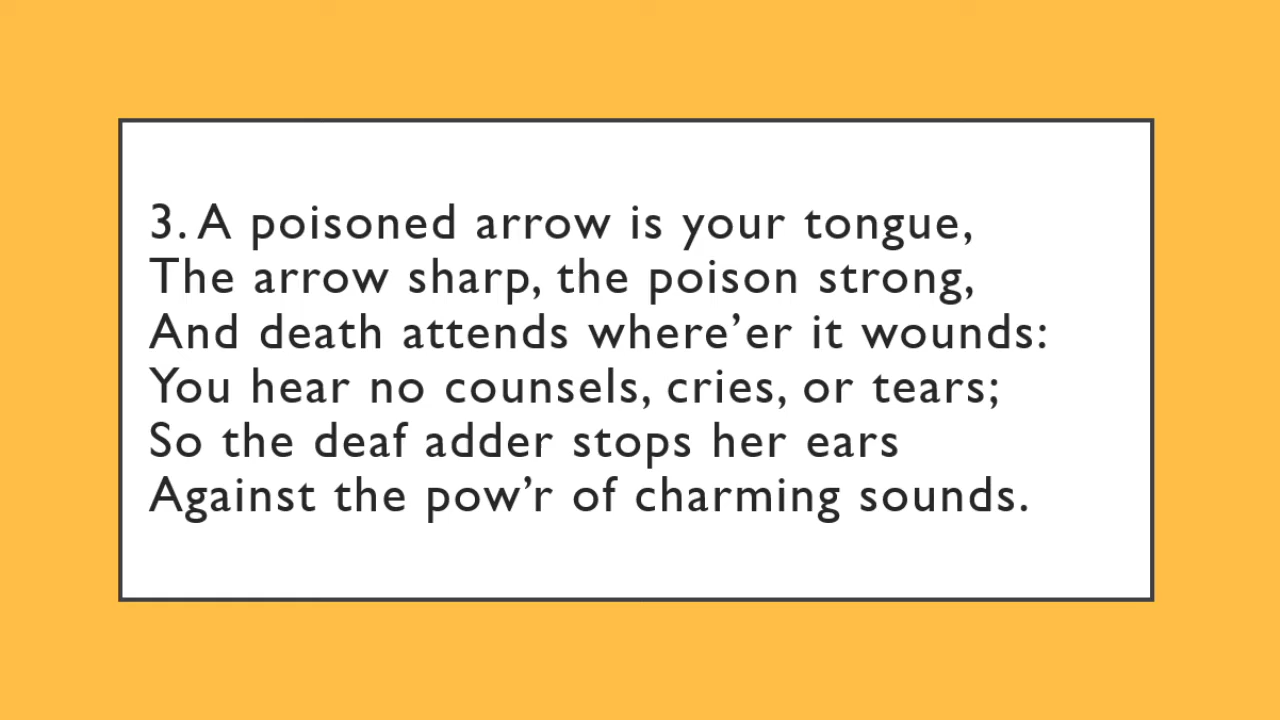 3. A poisoned arrow is your tongue,
The arrow sharp, the poison strong,
And death attends where’er it wounds:
You hear no counsels, cries, or tears;
So the deaf adder stops her ears
Against the pow’r of charming sounds.